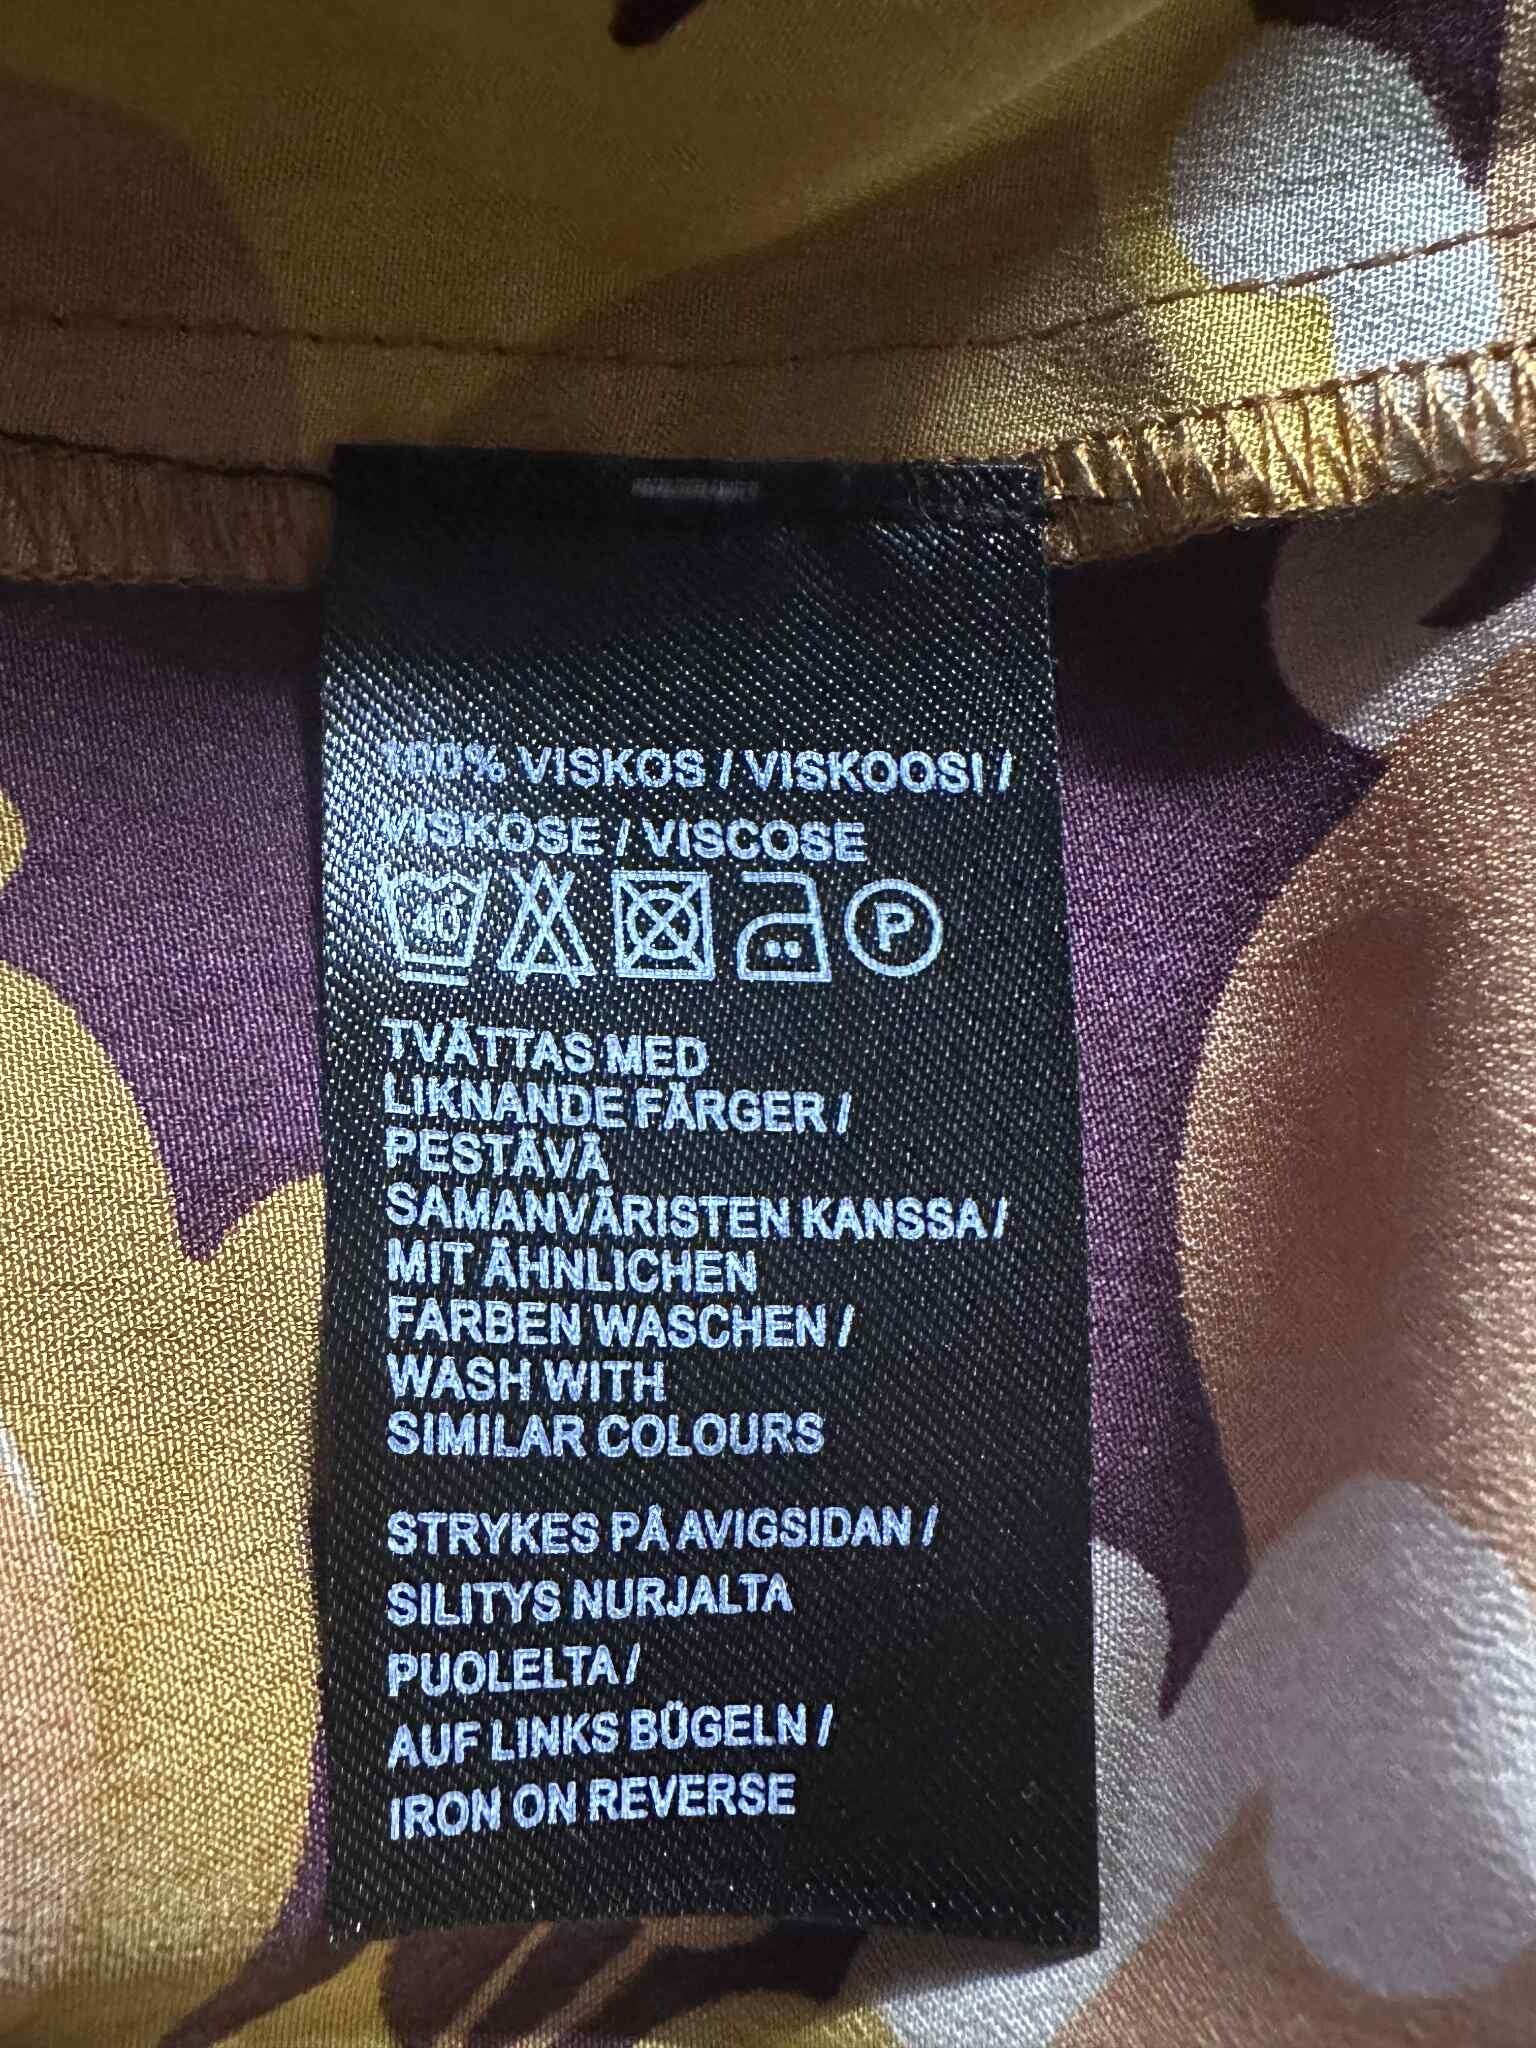 100% VISKOS / VISKOOSI /
VISKOSE / VISCOSE
40 P
TVÄTTAS MED
LIKNANDE FÄRGER /
PESTÄVÄ
SAMANVÄRISTEN KANSSA /
MIT ÄHNLICHEN
FARBEN WASCHEN /
WASH WITH
SIMILAR COLOURS
STRYKES PÅ AVIGSIDAN /
SILITYS NURJALTA
PUOLELTA /
AUF LINKS BÜGELN /
IRON ON REVERSE